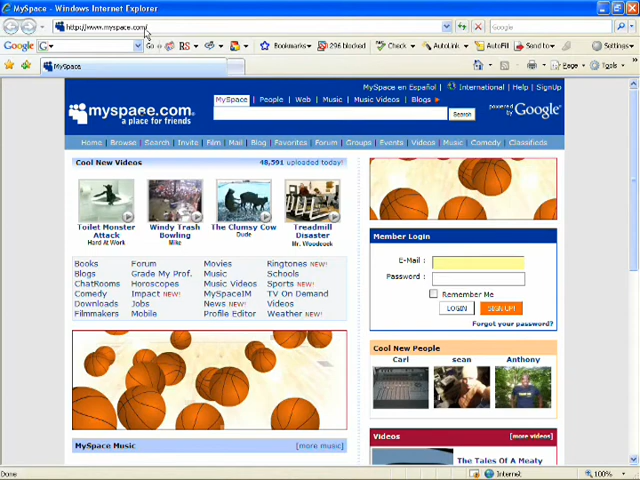 MySpace - Windows Internet Explorer
http://www.myspace.com/
Google
Google G Go RS Bookmarks 296 blocked Check AutoLink AutoFill Send to Settings
MySpace Page Tools
MySpace en Español | International | Help | SignUp
MySpace | People | Web | Music | Music Videos | Blogs
myspace.com
a place for friends
Search
powered by Google
Home | Browse | Search | Invite | Film | Mail | Blog | Favorites | Forum | Groups | Events | Videos | Music | Comedy | Classifieds
Cool New Videos 48,591 uploaded today!
Toilet Monster Attack
Hard At Work
Windy Trash Bowling
Mike
The Clumsy Cow
Dude
Treadmill Disaster
Mr. Woodcock
Books Forum Movies Ringtones NEW!
Blogs Grade My Prof. Music Schools
ChatRooms Horoscopes Music Videos Sports NEW!
Comedy Impact NEW! MySpaceIM TV On Demand
Downloads Jobs News NEW! Videos
Filmmakers Mobile Profile Editor Weather NEW!
MySpace Music [more music]
Member Login
E-Mail :
Password :
Remember Me
LOGIN SIGN UP!
Forgot your password?
Cool New People
Carl sean Anthony
Videos [more videos]
The Tales Of A Meaty
Done Internet 100%